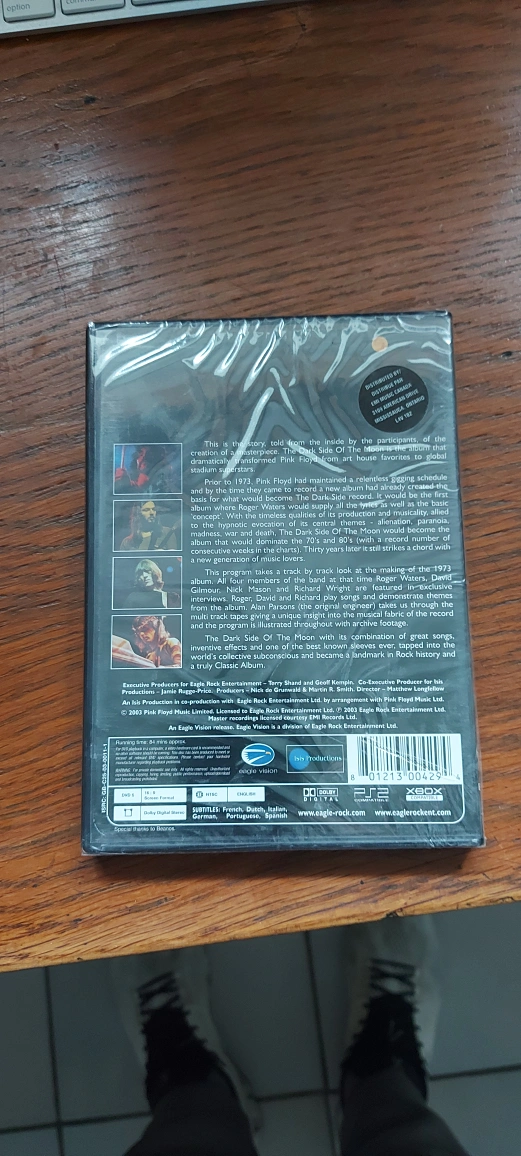 option
DISTRIBUTED BY/
DISTRIBUE PAR
EMI MUSIC CANADA
3109 AMERICAN DRIVE
MISSISSAUGA, ONTARIO
L4V 1B2
This is the story, told from the inside by the participants, of the
creation of a masterpiece. The Dark Side Of The Moon is the album that
dramatically transformed Pink Floyd from art house favorites to global
stadium superstars
Prior to 1973, Pink Floyd had maintained a relentless gigging schedule
and by the time they came to record a new album had already created the
basis for what would become The Dark Side record. It would be the first
album where Roger Waters would supply all the lyrics as well as the basic
'concept'. With the timeless qualities of its production and musicality, allied
to the hypnotic evocation of its central themes - alienation, paranoia,
madness, war and death, The Dark Side Of The Moon would become the
album that would dominate the 70's and 80's (with a record number of
consecutive weeks in the charts). Thirty years later it still strikes a chord with
a new generation of music lovers.
This program takes a track by track look at the making of the 1973
album. All four members of the band at that time Roger Waters, David
Gilmour, Nick Mason and Richard Wright are featured in exclusive
interviews. Roger, David and Richard play songs and demonstrate themes
from the album. Alan Parsons (the original engineer) takes us through the
multi track tapes giving a unique insight into the musical fabric of the record
and the program is illustrated throughout with archive footage.
The Dark Side Of The Moon with its combination of great songs,
inventive effects and one of the best known sleeves ever, tapped into the
world's collective subconscious and became a landmark in Rock history and
a truly Classic Album.
Executive Producers for Eagle Rock Entertainment – Terry Shand and Geoff Kempin. Co-Executive Producer for Isis
Productions – Jamie Rugge-Price. Producers – Nick de Grunwald & Martin R. Smith. Director – Matthew Longfellow
An Isis Production in co-production with Eagle Rock Entertainment Ltd. by arrangement with Pink Floyd Music Ltd.
© 2003 Pink Floyd Music Limited. Licensed to Eagle Rock Entertainment Ltd. ℗ 2003 Eagle Rock Entertainment Ltd.
Master recordings licensed courtesy EMI Records Ltd.
An Eagle Vision release. Eagle Vision is a division of Eagle Rock Entertainment Ltd.
Running time: 84 mins approx.
eagle vision
Isis Productions
8 01213 00429 4
DVD 5
16 : 9
Screen Format
NTSC
ENGLISH
Dolby Digital Stereo
SUBTITLES: French, Dutch, Italian,
German, Portuguese, Spanish
DOLBY
DIGITAL
PS2
COMPATIBLE
XBOX
COMPATIBLE
www.eagle-rock.com
www.eaglerockent.com
Special thanks to Basnos